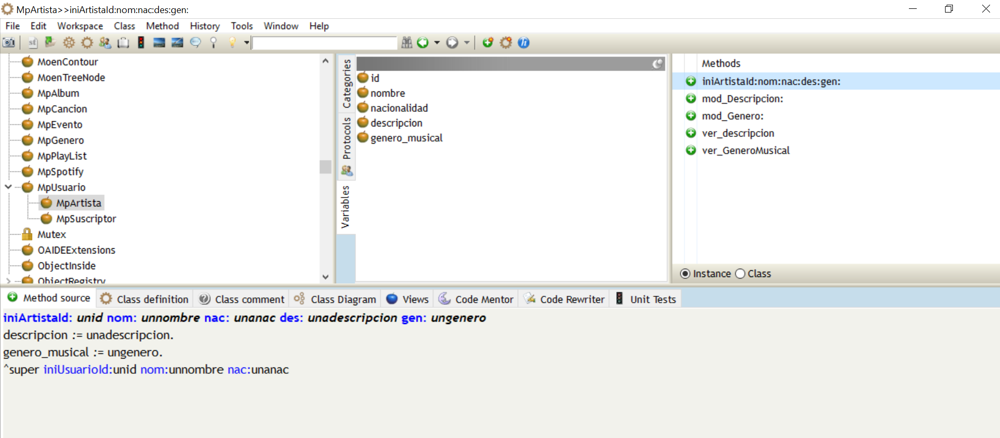 MpArtista>>iniArtistaId:nom:nac:des:gen:
File Edit Workspace Class Method History Tools Window Help
MoenContour
MoenTreeNode
MpAlbum
MpCancion
MpEvento
MpGenero
MpPlayList
MpSpotify
MpUsuario
MpArtista
MpSuscriptor
Mutex
OAIDEExtensions
ObjectInside
ObjectRegistry
Categories
Protocols
Variables
id
nombre
nacionalidad
descripcion
genero_musical
Methods
iniArtistaId:nom:nac:des:gen:
mod_Descripcion:
mod_Genero:
ver_descripcion
ver_GeneroMusical
Instance Class
Method source Class definition Class comment Class Diagram Views Code Mentor Code Rewriter Unit Tests
iniArtistaId: unid nom: unnombre nac: unanac des: unadescripcion gen: ungenero
descripcion := unadescripcion.
genero_musical := ungenero.
^super iniUsuarioId:unid nom:unnombre nac:unanac